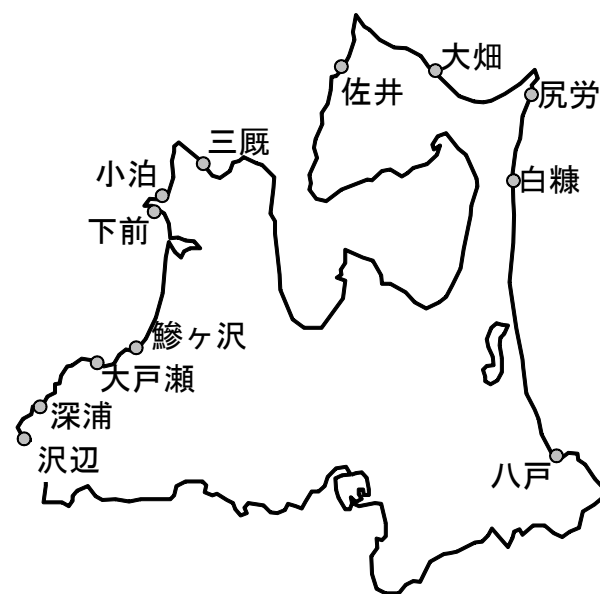 大畑
佐井
尻労
三厩
小泊
白糠
下前
鰺ヶ沢
大戸瀬
深浦
沢辺
八戸